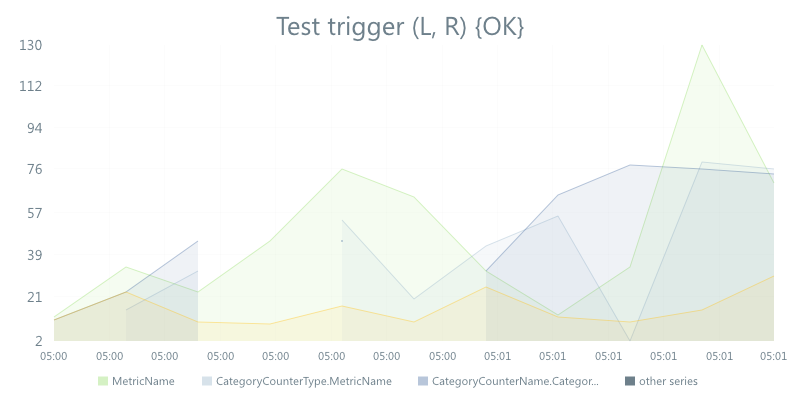 Test trigger (L, R) {OK}
130
112
94
76
57
39
21
2
05:00 05:00 05:00 05:00 05:00 05:00 05:00 05:00 05:01 05:01 05:01 05:01 05:01 05:01
MetricName CategoryCounterType.MetricName CategoryCounterName.Categor... other series